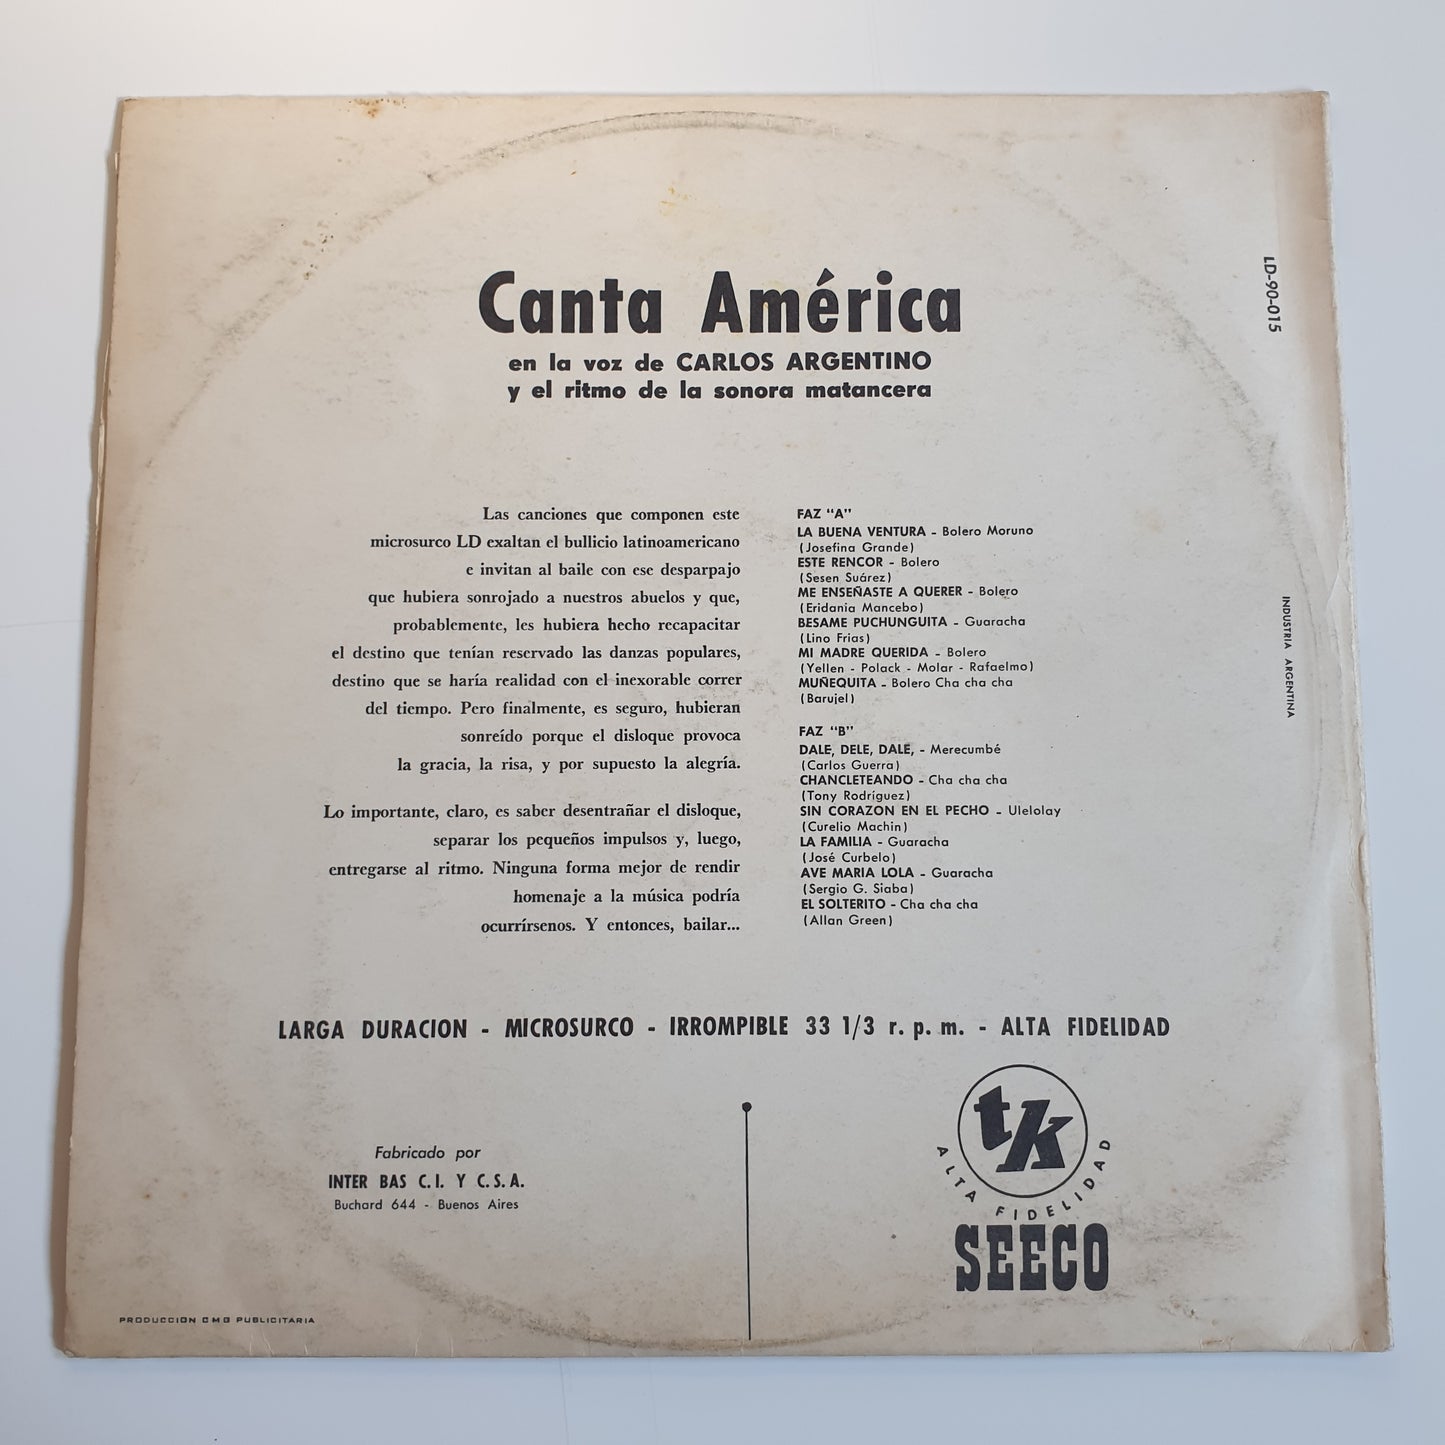 Canta América
en la voz de CARLOS ARGENTINO
y el ritmo de la sonora matancera
LD-90-015
INDUSTRIA ARGENTINA
Las canciones que componen este
microsurco LD exaltan el bullicio latinoamericano
e invitan al baile con ese desparpajo
que hubiera sonrojado a nuestros abuelos y que,
probablemente, les hubiera hecho recapacitar
el destino que tenían reservado las danzas populares,
destino que se haría realidad con el inexorable correr
del tiempo. Pero finalmente, es seguro, hubieran
sonreído porque el disloque provoca
la gracia, la risa, y por supuesto la alegría.
Lo importante, claro, es saber desentrañar el disloque,
separar los pequeños impulsos y, luego,
entregarse al ritmo. Ninguna forma mejor de rendir
homenaje a la música podría
ocurrírsenos. Y entonces, bailar...
FAZ "A"
LA BUENA VENTURA - Bolero Moruno
(Josefina Grande)
ESTE RENCOR - Bolero
(Sesen Suárez)
ME ENSEÑASTE A QUERER - Bolero
(Eridania Mancebo)
BESAME PUCHUNGUITA - Guaracha
(Lino Frias)
MI MADRE QUERIDA - Bolero
(Yellen - Polack - Molar - Rafaelmo)
MUÑEQUITA - Bolero Cha cha cha
(Barujel)
FAZ "B"
DALE, DELE, DALE, - Merecumbé
(Carlos Guerra)
CHANCLETEANDO - Cha cha cha
(Tony Rodríguez)
SIN CORAZON EN EL PECHO - Ulelolay
(Curelio Machin)
LA FAMILIA - Guaracha
(José Curbelo)
AVE MARIA LOLA - Guaracha
(Sergio G. Siaba)
EL SOLTERITO - Cha cha cha
(Allan Green)
LARGA DURACION - MICROSURCO - IRROMPIBLE 33 1/3 r. p. m. - ALTA FIDELIDAD
Fabricado por
INTER BAS C. I. Y C. S. A.
Buchard 644 - Buenos Aires
tk
ALTA FIDELIDAD
SEECO
PRODUCCION CMG PUBLICITARIA